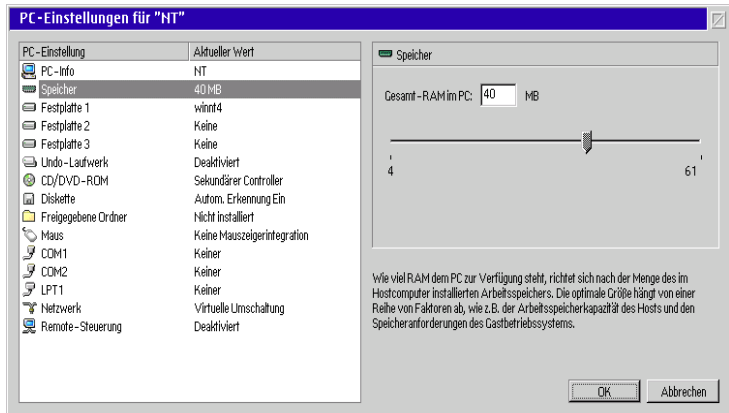 PC-Einstellungen für "NT"
PC-Einstellung Aktueller Wert
PC-Info NT
Speicher 40 MB
Festplatte 1 winnt4
Festplatte 2 Keine
Festplatte 3 Keine
Undo-Laufwerk Deaktiviert
CD/DVD-ROM Sekundärer Controller
Diskette Autom. Erkennung Ein
Freigegebene Ordner Nicht installiert
Maus Keine Mauszeigerintegration
COM1 Keiner
COM2 Keiner
LPT1 Keiner
Netzwerk Virtuelle Umschaltung
Remote-Steuerung Deaktiviert
Speicher
Gesamt-RAM im PC: 40 MB
4 61
Wie viel RAM dem PC zur Verfügung steht, richtet sich nach der Menge des im
Hostcomputer installierten Arbeitsspeichers. Die optimale Größe hängt von einer
Reihe von Faktoren ab, wie z.B. der Arbeitsspeicherkapazität des Hosts und den
Speicheranforderungen des Gastbetriebssystems.
OK Abbrechen